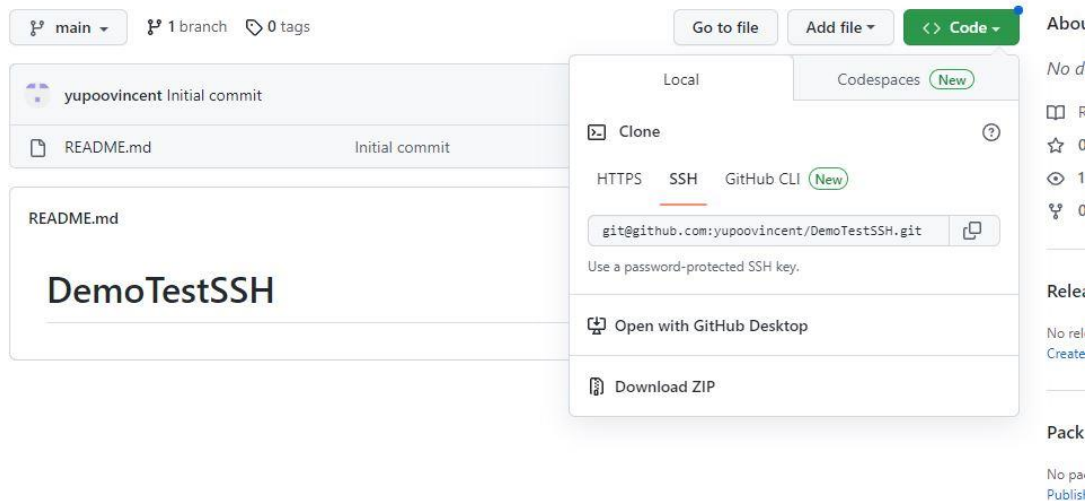 main
1 branch
0 tags
Go to file
Add file
<> Code
yupoovincent Initial commit
README.md
Initial commit
README.md
DemoTestSSH
Local
Codespaces New
Clone
HTTPS SSH GitHub CLI New
git@github.com:yupoovincent/DemoTestSSH.git
Use a password-protected SSH key.
Open with GitHub Desktop
Download ZIP
Abou
No d
R
0
1
0
Relea
No rel
Create
Pack
No pac
Publish